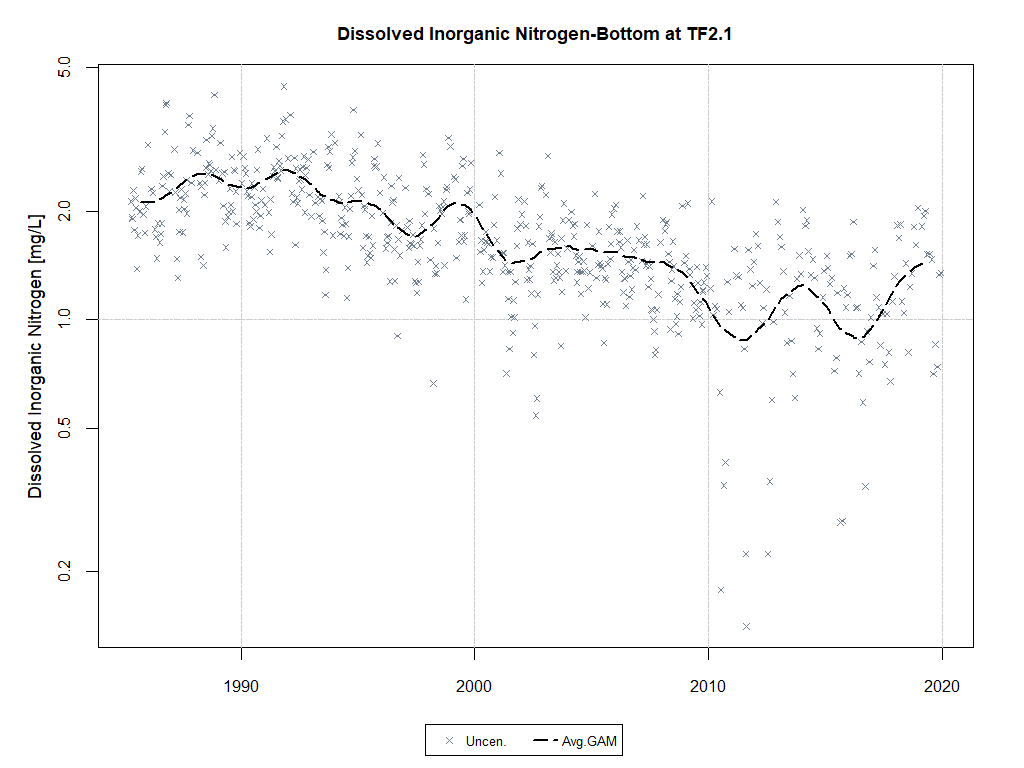 Dissolved Inorganic Nitrogen-Bottom at TF2.1
Dissolved Inorganic Nitrogen [mg/L]
5.0
2.0
1.0
0.5
0.2
1990
2000
2010
2020
Uncen.
Avg.GAM